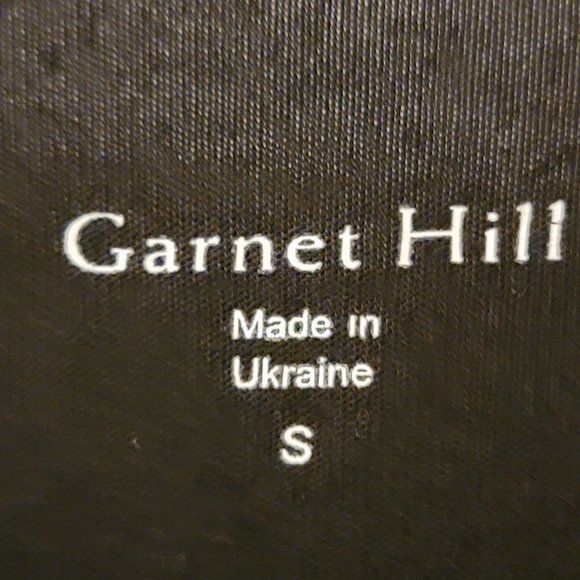 Garnet Hill
Made in
Ukraine
S